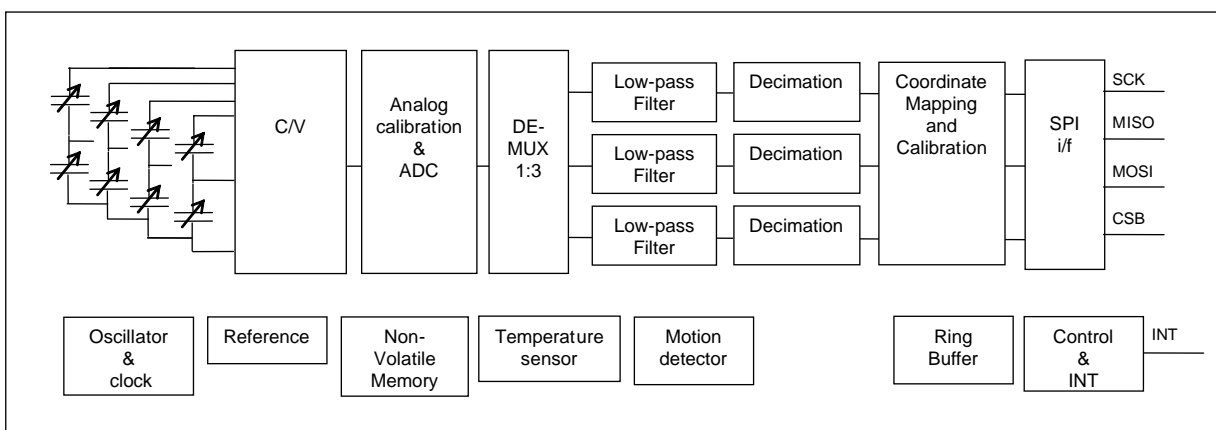 C/V
Analog
calibration
&
ADC
DE-
MUX
1:3
Low-pass
Filter
Decimation
Low-pass
Filter
Decimation
Low-pass
Filter
Decimation
Coordinate
Mapping
and
Calibration
SPI
i/f
SCK
MISO
MOSI
CSB
Oscillator
&
clock
Reference
Non-
Volatile
Memory
Temperature
sensor
Motion
detector
Ring
Buffer
Control
&
INT
INT